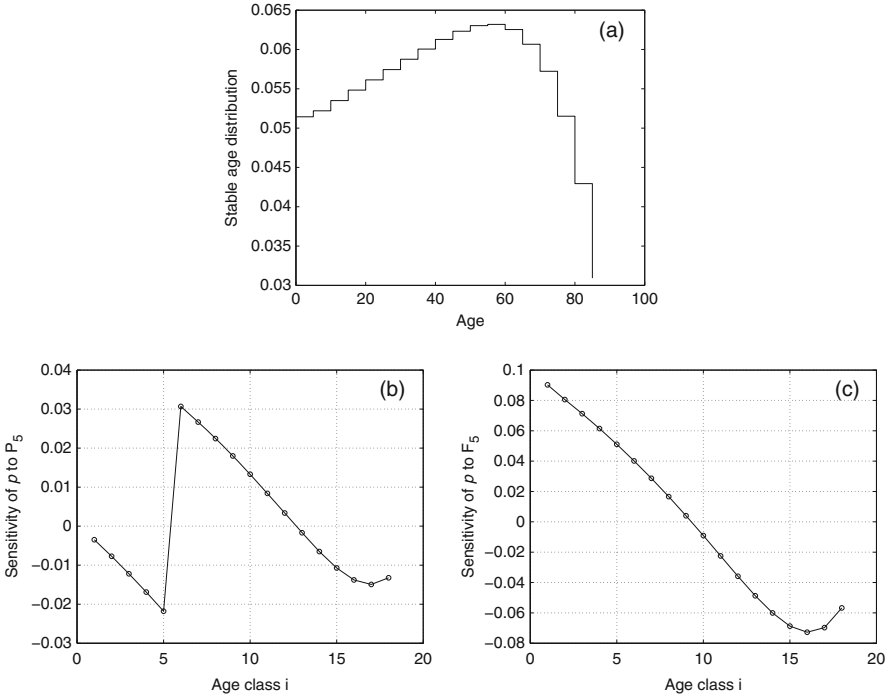 (a)
Stable age distribution
0.065
0.06
0.055
0.05
0.045
0.04
0.035
0.03
0 20 40 60 80 100
Age
(b)
Sensitivity of p to P5
0.04
0.03
0.02
0.01
0
−0.01
−0.02
−0.03
0 5 10 15 20
Age class i
(c)
Sensitivity of p to F5
0.1
0.08
0.06
0.04
0.02
0
−0.02
−0.04
−0.06
−0.08
0 5 10 15 20
Age class i